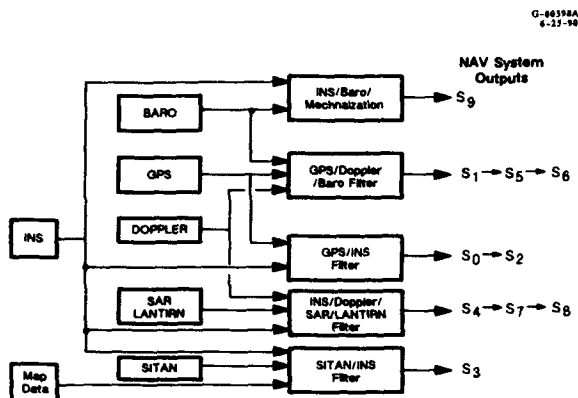 G-80598A
6-25-90
NAV System
Outputs
INS/Baro/
Mechnaization
S9
BARO
GPS
GPS/Doppler
/Baro Filter
S1 → S5 → S6
DOPPLER
INS
GPS/INS
Filter
S0 → S2
SAR
LANTIRN
INS/Doppler/
SAR/LANTIRN
Filter
S4 → S7 → S8
SITAN
SITAN/INS
Filter
S3
Map
Data